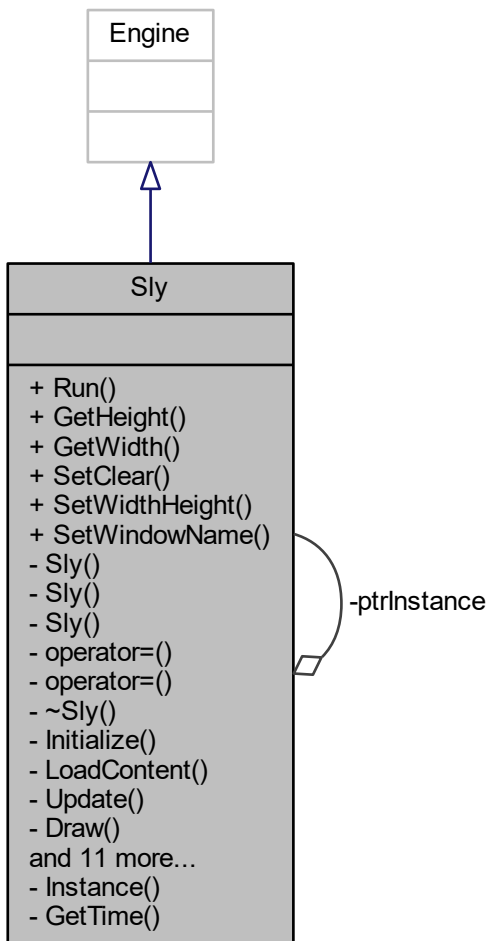 Engine
Sly
+ Run()
+ GetHeight()
+ GetWidth()
+ SetClear()
+ SetWidthHeight()
+ SetWindowName()
- Sly()
- Sly()
- Sly()
- operator=()
- operator=()
- ~Sly()
- Initialize()
- LoadContent()
- Update()
- Draw()
and 11 more...
- Instance()
- GetTime()
-ptrInstance